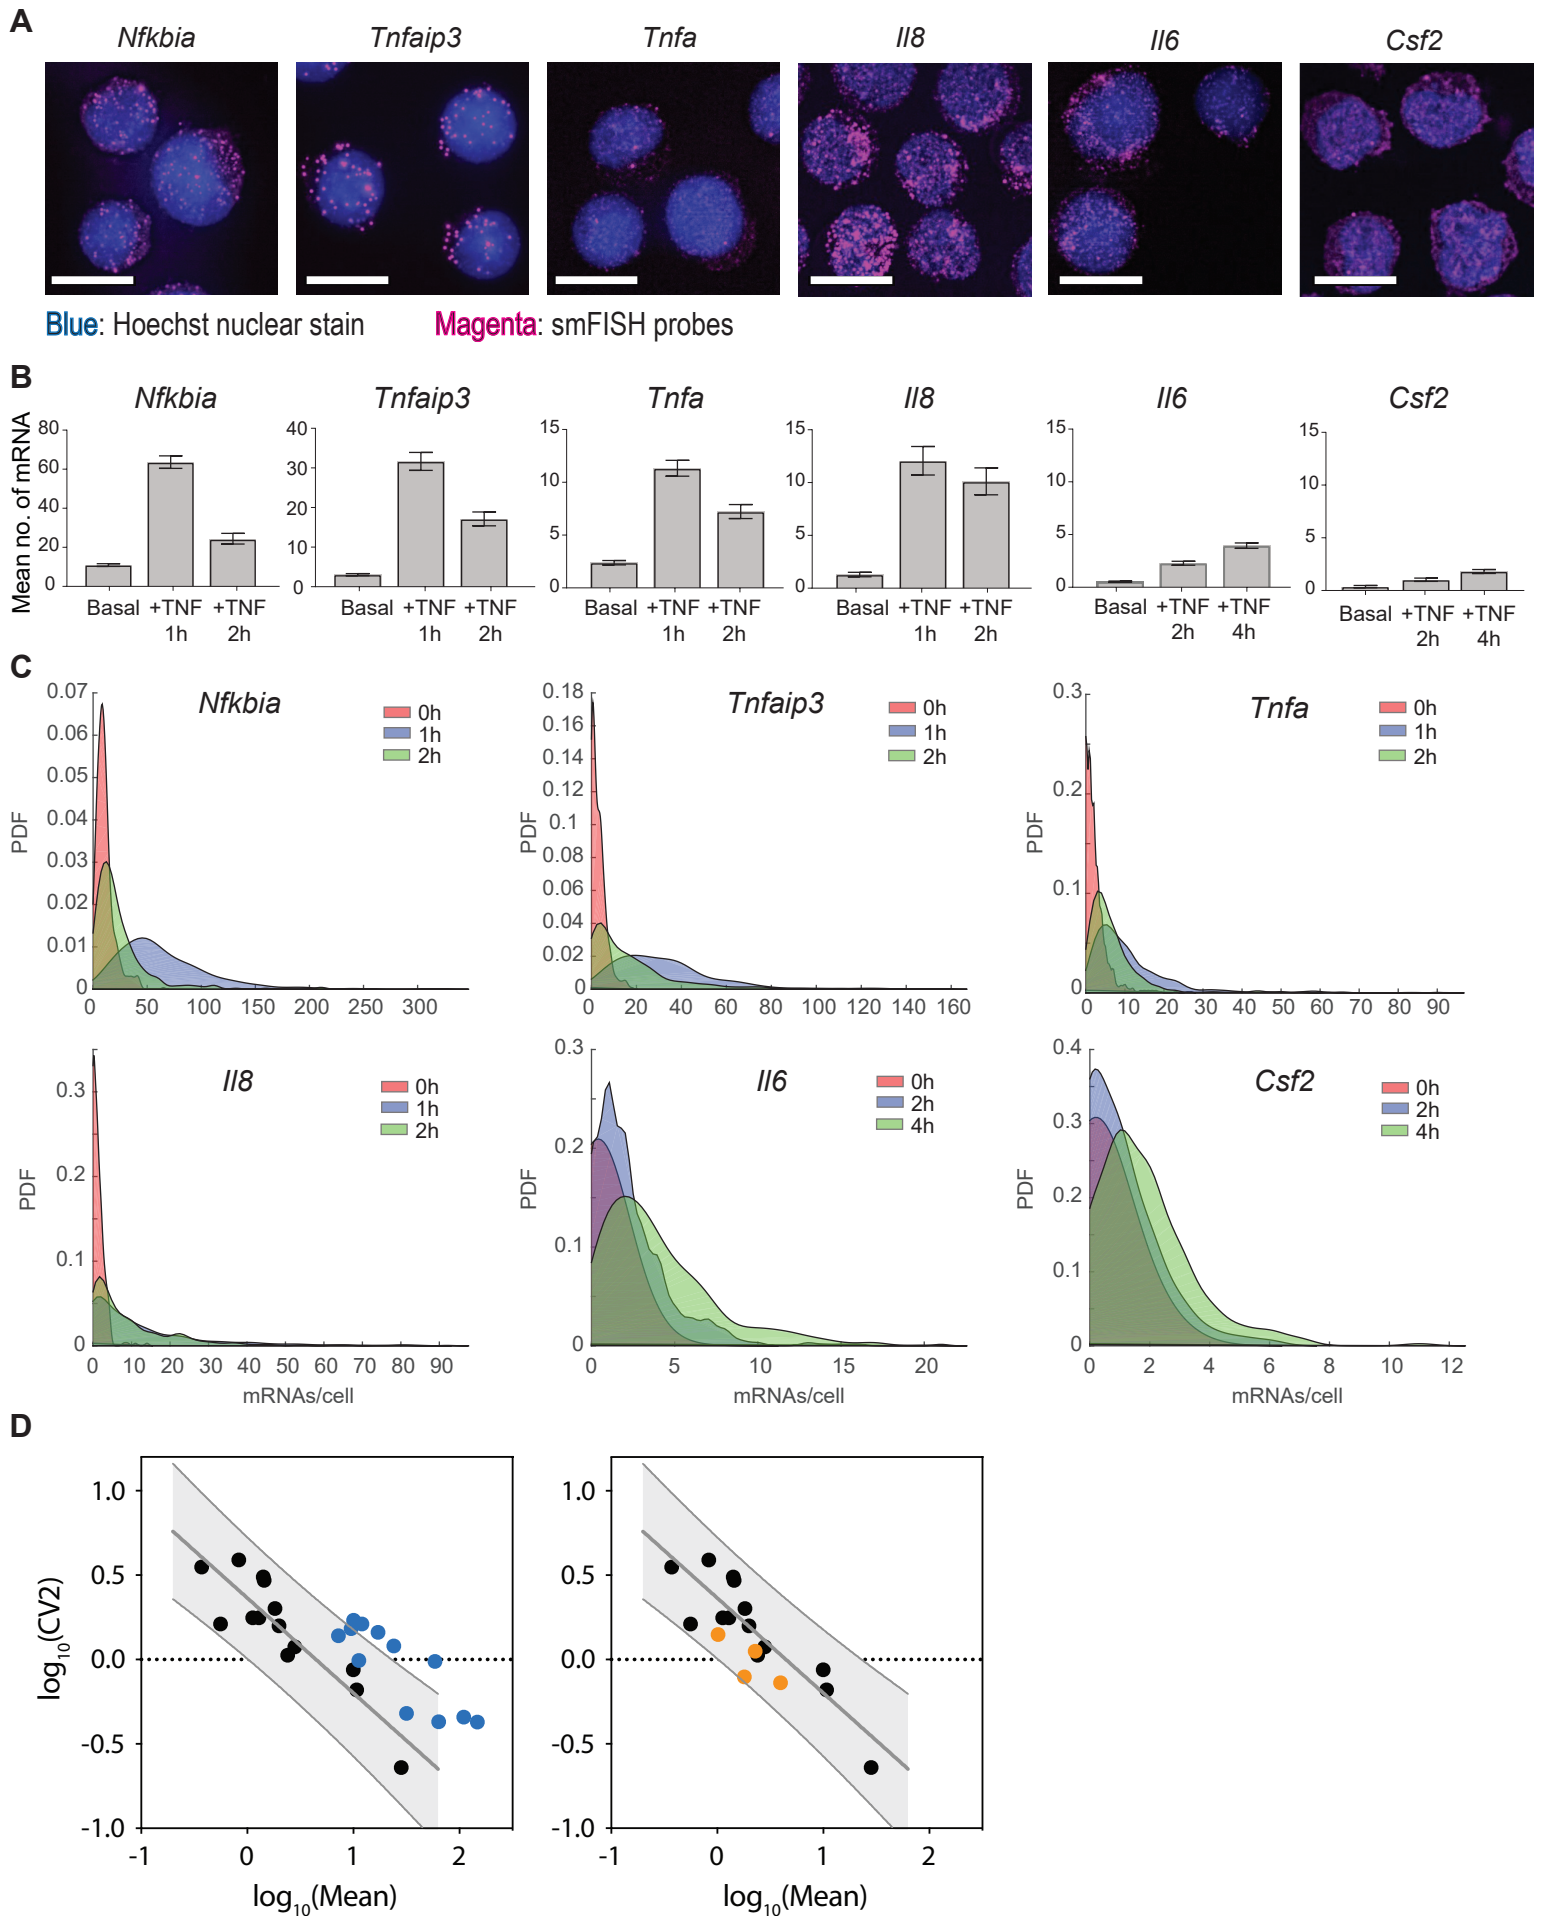 A
Nfkbia Tnfaip3 Tnfa Il8 Il6 Csf2
Blue: Hoechst nuclear stain Magenta: smFISH probes
B
Nfkbia Tnfaip3 Tnfa Il8 Il6 Csf2
Mean no. of mRNA
80
60
40
20
0
Basal +TNF +TNF
1h 2h
40
30
20
10
0
Basal +TNF +TNF
1h 2h
15
10
5
0
Basal +TNF +TNF
1h 2h
15
10
5
0
Basal +TNF +TNF
1h 2h
15
10
5
0
Basal +TNF +TNF
2h 4h
15
10
5
0
Basal +TNF +TNF
2h 4h
C
Nfkbia
0h
1h
2h
PDF
0.07
0.06
0.05
0.04
0.03
0.02
0.01
0
0 50 100 150 200 250 300
Tnfaip3
0h
1h
2h
PDF
0.18
0.16
0.14
0.12
0.1
0.08
0.06
0.04
0.02
0
0 20 40 60 80 100 120 140 160
Tnfa
0h
1h
2h
PDF
0.3
0.2
0.1
0
0 10 20 30 40 50 60 70 80 90
Il8
0h
1h
2h
PDF
0.3
0.2
0.1
0
0 10 20 30 40 50 60 70 80 90
mRNAs/cell
Il6
0h
2h
4h
PDF
0.3
0.2
0.1
0
0 5 10 15 20
mRNAs/cell
Csf2
0h
2h
4h
PDF
0.4
0.3
0.2
0.1
0
0 2 4 6 8 10 12
mRNAs/cell
D
log10(CV2)
1.0
0.5
0.0
-0.5
-1.0
-1 0 1 2
log10(Mean)
1.0
0.5
0.0
-0.5
-1.0
-1 0 1 2
log10(Mean)